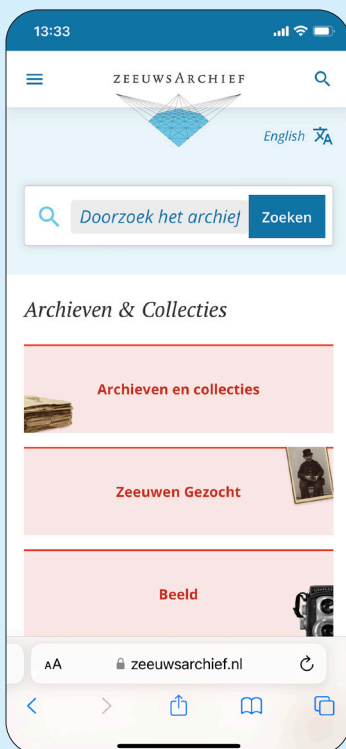 13:33
ZEEUWSARCHIEF
English
Doorzoek het archief
Zoeken
Archieven & Collecties
Archieven en collecties
Zeeuwen Gezocht
Beeld
AA
zeeuwsarchief.nl